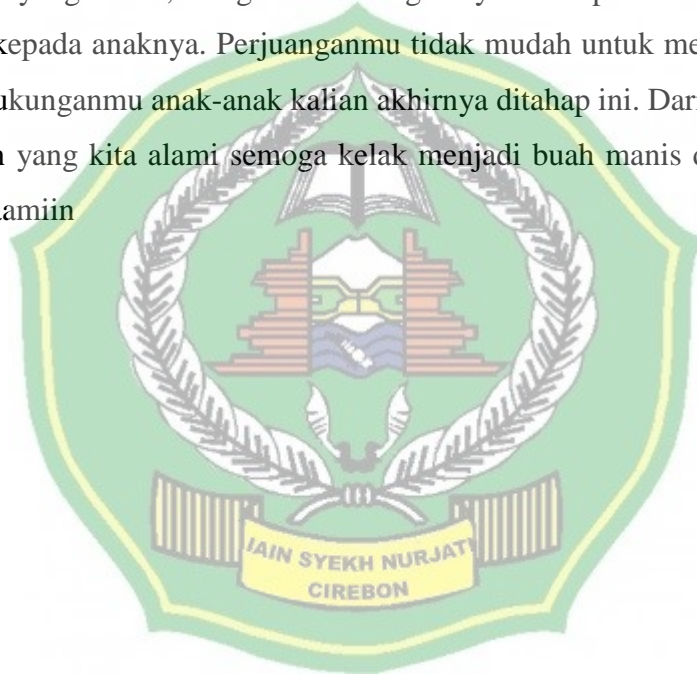 kepada anaknya. Perjuanganmu tidak mudah untuk me
ukunganmu anak-anak kalian akhirnya ditahap ini. Dar
yang kita alami semoga kelak menjadi buah manis
aamiin
IAIN SYEKH NURJATI
CIREBON